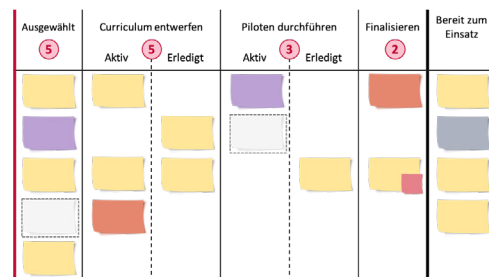 Ausgewählt
5
Curriculum entwerfen
5
Aktiv
Erledigt
Piloten durchführen
3
Aktiv
Erledigt
Finalisieren
2
Bereit zum
Einsatz